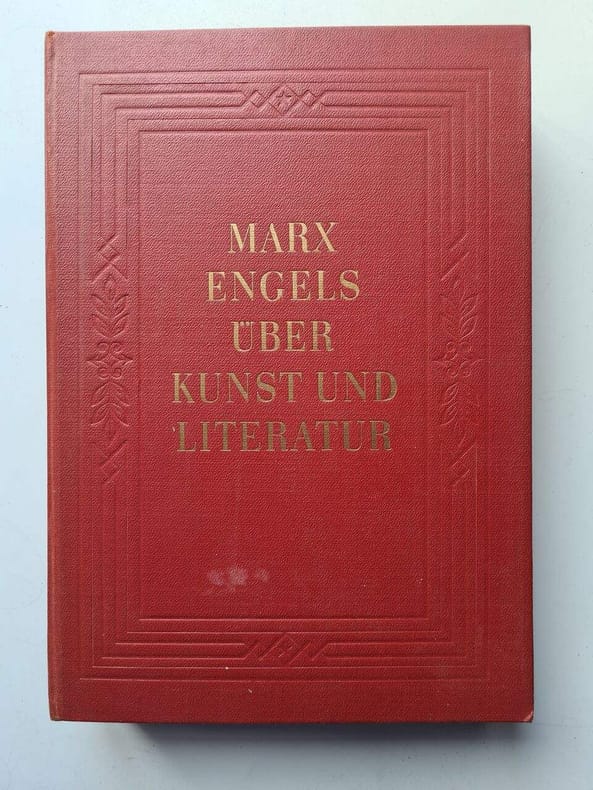 MARX
ENGELS
ÜBER
KUNST UND
LITERATUR